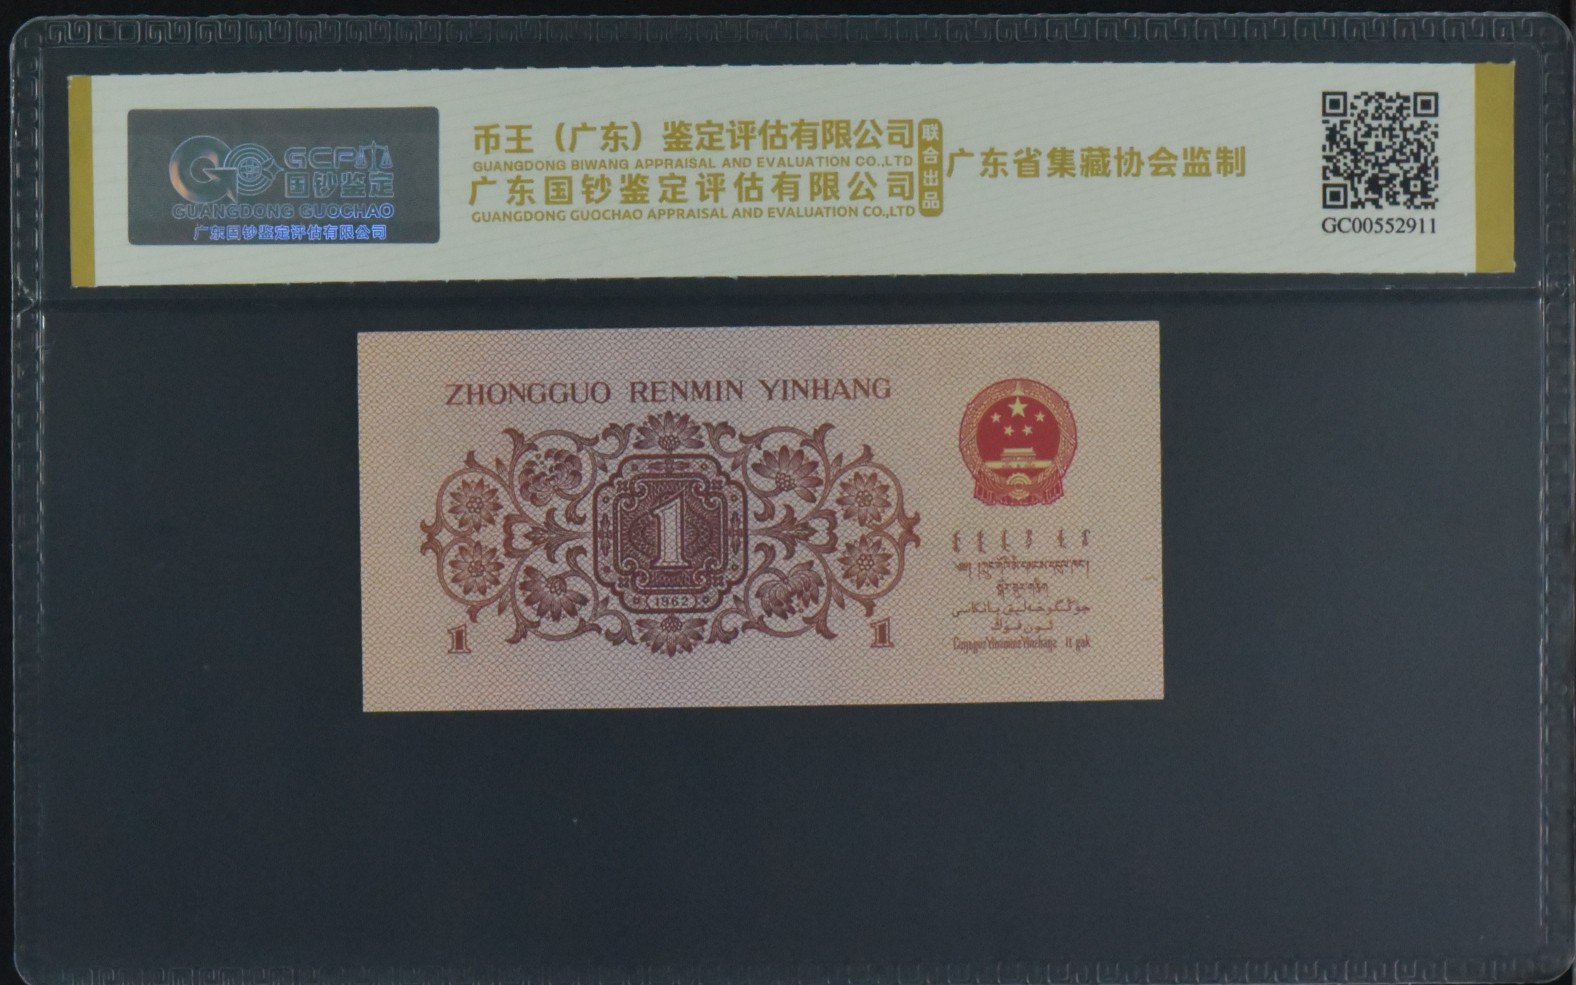 GCP
国钞鉴定
GUANGDONG GUOCHAO
广东国钞鉴定评估有限公司
币王（广东）鉴定评估有限公司
GUANGDONG BIWANG APPRAISAL AND EVALUATION CO.,LTD
广东国钞鉴定评估有限公司
GUANGDONG GUOCHAO APPRAISAL AND EVALUATION CO.,LTD
联合出品
广东省集藏协会监制
GC00552911
ZHONGGUO RENMIN YINHANG
1
1962
1 1
جۇڭگو خەلق بانكىسى